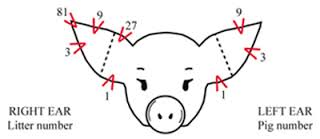 81
9
27
9
3
3
1
1
RIGHT EAR
Litter number
LEFT EAR
Pig number